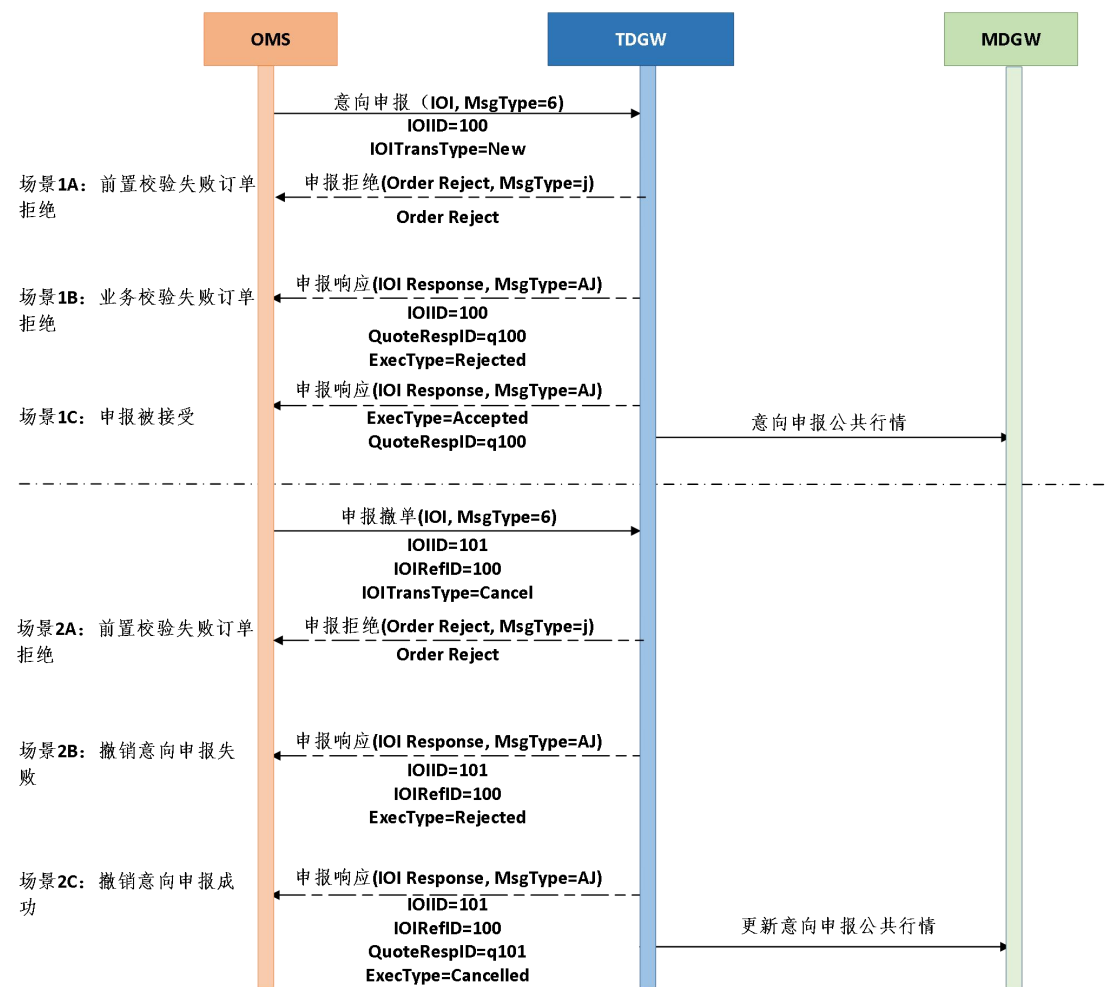 OMS
TDGW
MDGW
意向申报（IOI, MsgType=6)
IOIID=100
IOITransType=New
场景1A：前置校验失败订单
拒绝
申报拒绝(Order Reject, MsgType=j)
Order Reject
场景1B：业务校验失败订单
拒绝
申报响应(IOI Response, MsgType=AJ)
IOIID=100
QuoteRespID=q100
ExecType=Rejected
场景1C：申报被接受
申报响应(IOI Response, MsgType=AJ)
ExecType=Accepted
QuoteRespID=q100
意向申报公共行情
申报撤单(IOI, MsgType=6)
IOIID=101
IOIRefID=100
IOITransType=Cancel
场景2A：前置校验失败订单
拒绝
申报拒绝(Order Reject, MsgType=j)
Order Reject
场景2B：撤销意向申报失
败
申报响应(IOI Response, MsgType=AJ)
IOIID=101
IOIRefID=100
ExecType=Rejected
场景2C：撤销意向申报成
功
申报响应(IOI Response, MsgType=AJ)
IOIID=101
IOIRefID=100
QuoteRespID=q101
ExecType=Cancelled
更新意向申报公共行情